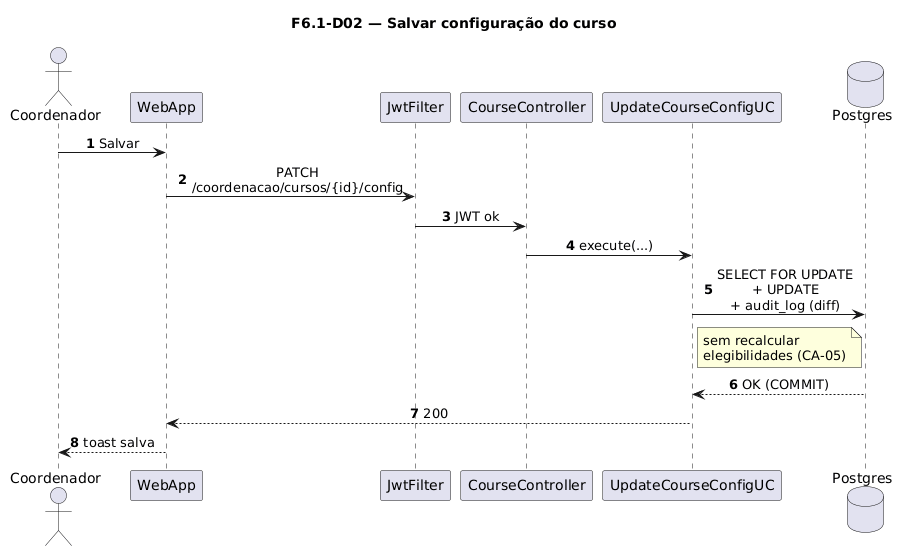 F6.1-D02 — Salvar configuração do curso
Coordenador
WebApp
JwtFilter
CourseController
UpdateCourseConfigUC
Postgres
1 Salvar
2 PATCH
/coordenacao/cursos/{id}/config
3 JWT ok
4 execute(...)
5 SELECT FOR UPDATE
+ UPDATE
+ audit_log (diff)
sem recalcular
elegibilidades (CA-05)
6 OK (COMMIT)
7 200
8 toast salva
Coordenador
WebApp
JwtFilter
CourseController
UpdateCourseConfigUC
Postgres